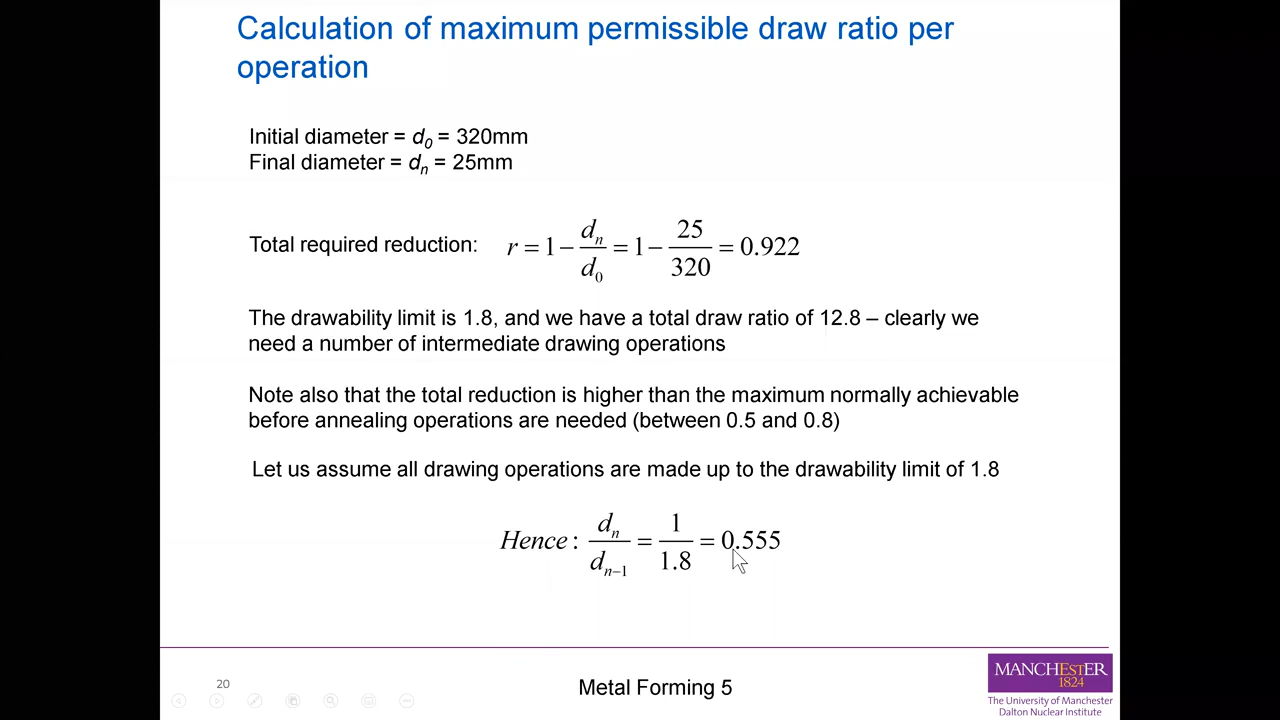 Calculation of maximum permissible draw ratio per
operation
Initial diameter = d₀ = 320mm
Final diameter = dₙ = 25mm
Total required reduction: r = 1 − dₙ/d₀ = 1 − 25/320 = 0.922
The drawability limit is 1.8, and we have a total draw ratio of 12.8 – clearly we
need a number of intermediate drawing operations
Note also that the total reduction is higher than the maximum normally achievable
before annealing operations are needed (between 0.5 and 0.8)
Let us assume all drawing operations are made up to the drawability limit of 1.8
Hence: dₙ/dₙ₋₁ = 1/1.8 = 0.555
20
Metal Forming 5
MANCHESTER
1824
The University of Manchester
Dalton Nuclear Institute